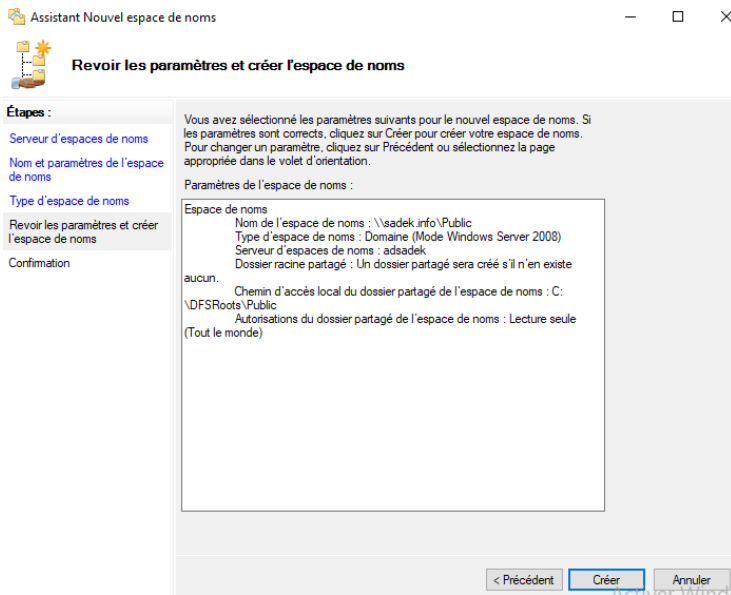 Assistant Nouvel espace de noms
Revoir les paramètres et créer l'espace de noms
Étapes :
Serveur d'espaces de noms
Nom et paramètres de l'espace
de noms
Type d'espace de noms
Revoir les paramètres et créer
l'espace de noms
Confirmation
Vous avez sélectionné les paramètres suivants pour le nouvel espace de noms. Si
les paramètres sont corrects, cliquez sur Créer pour créer votre espace de noms.
Pour changer un paramètre, cliquez sur Précédent ou sélectionnez la page
appropriée dans le volet d'orientation.
Paramètres de l'espace de noms :
Espace de noms
Nom de l'espace de noms : \\sadek.info\Public
Type d'espace de noms : Domaine (Mode Windows Server 2008)
Serveur d'espaces de noms : adsadek
Dossier racine partagé : Un dossier partagé sera créé s'il n'en existe
aucun.
Chemin d'accès local du dossier partagé de l'espace de noms : C:
\DFSRoots\Public
Autorisations du dossier partagé de l'espace de noms : Lecture seule
(Tout le monde)
< Précédent
Créer
Annuler